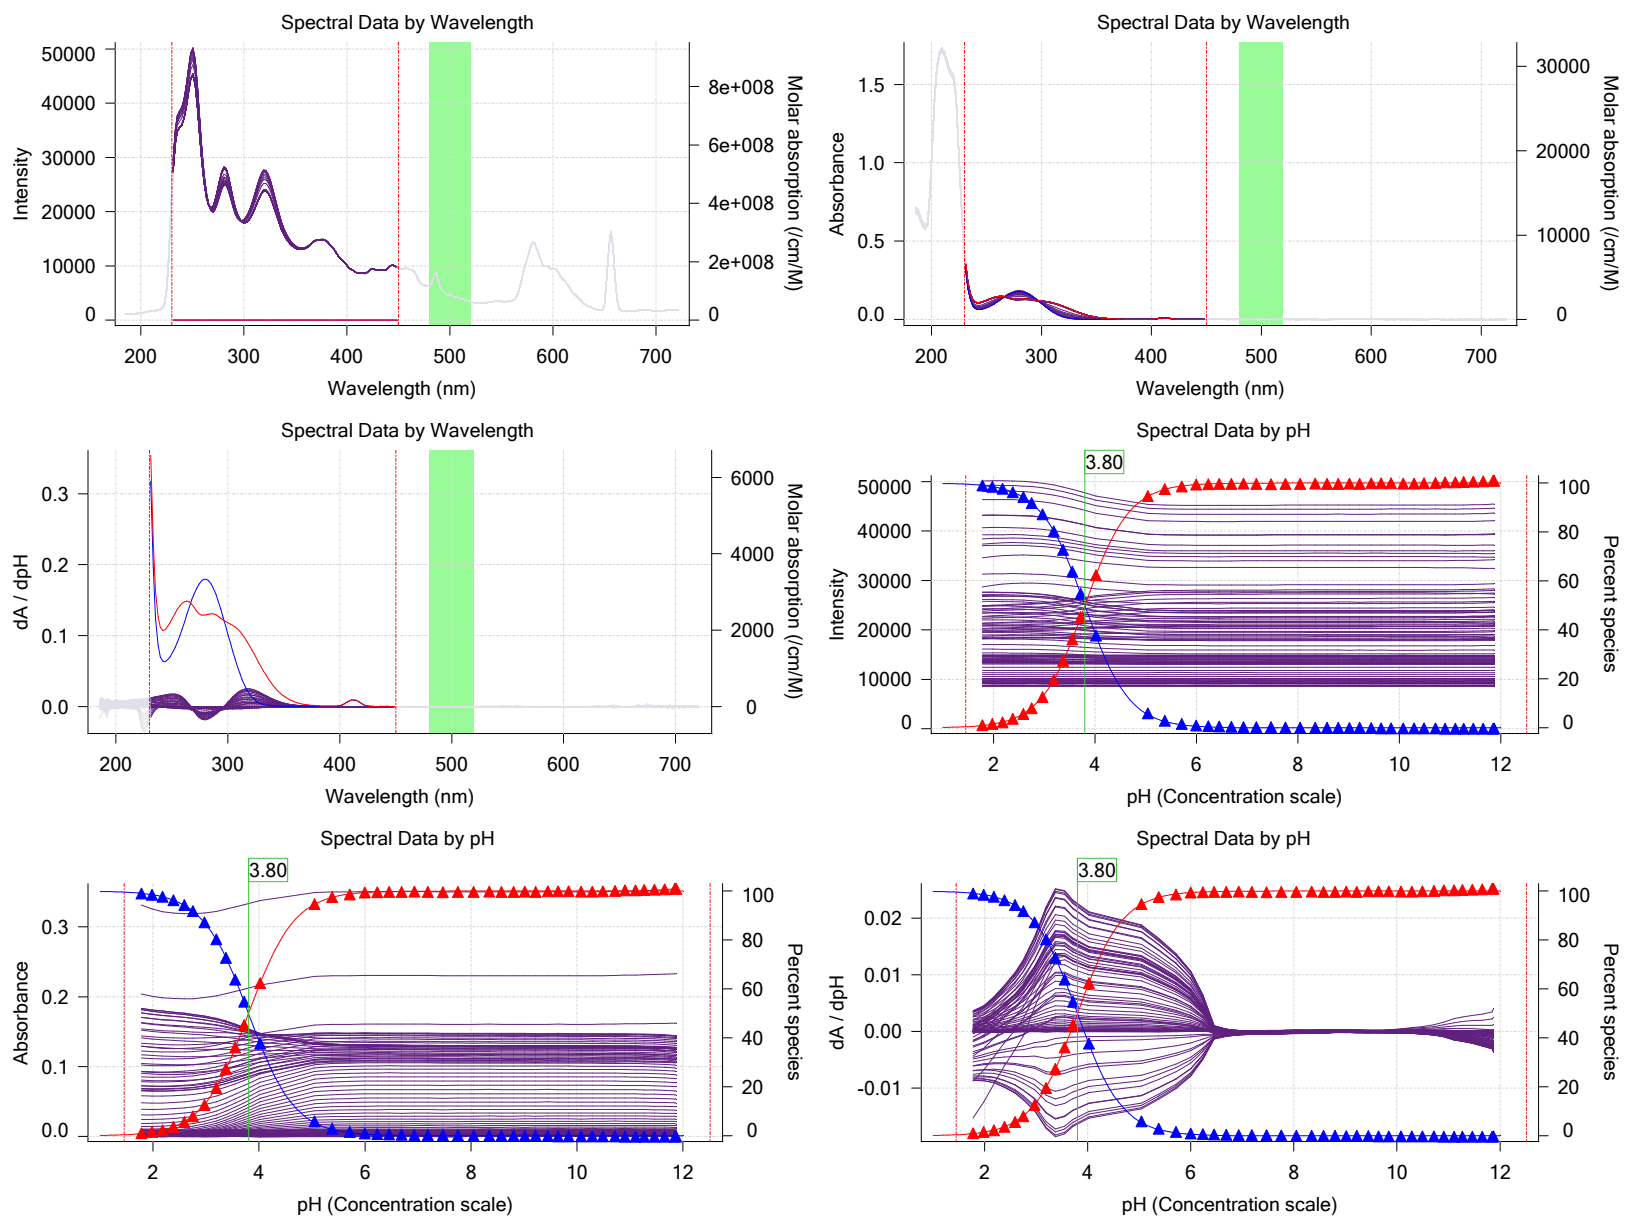 Spectral Data by Wavelength
50000
40000
30000
20000
10000
0
Intensity
8e+008
6e+008
4e+008
2e+008
0
Molar absorption (/cm/M)
200 300 400 500 600 700
Wavelength (nm)
Spectral Data by Wavelength
1.5
1.0
0.5
0.0
Absorbance
30000
20000
10000
0
Molar absorption (/cm/M)
200 300 400 500 600 700
Wavelength (nm)
Spectral Data by Wavelength
0.3
0.2
0.1
0.0
dA / dpH
6000
4000
2000
0
Molar absorption (/cm/M)
200 300 400 500 600 700
Wavelength (nm)
Spectral Data by pH
3.80
50000
40000
30000
20000
10000
0
Intensity
100
80
60
40
20
0
Percent species
2 4 6 8 10 12
pH (Concentration scale)
Spectral Data by pH
3.80
0.3
0.2
0.1
0.0
Absorbance
100
80
60
40
20
0
Percent species
2 4 6 8 10 12
pH (Concentration scale)
Spectral Data by pH
3.80
0.02
0.01
0.00
-0.01
dA / dpH
100
80
60
40
20
0
Percent species
2 4 6 8 10 12
pH (Concentration scale)